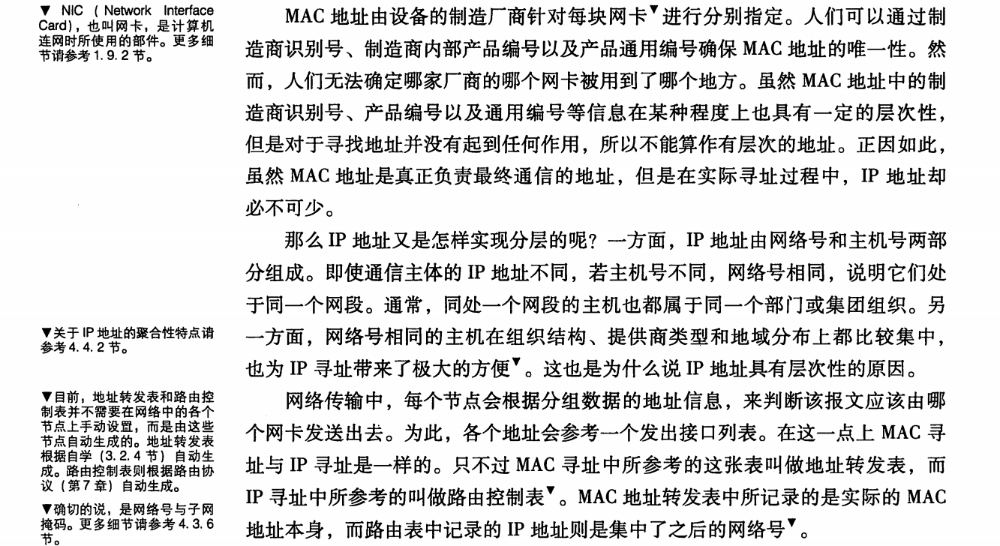 ▼ NIC ( Network Interface
Card),也叫网卡,是计算机
连网时所使用的部件。更多细
节请参考1.9.2节。
MAC 地址由设备的制造厂商针对每块网卡▼进行分别指定。人们可以通过制
造商识别号、制造商内部产品编号以及产品通用编号确保 MAC 地址的唯一性。然
而,人们无法确定哪家厂商的哪个网卡被用到了哪个地方。虽然 MAC 地址中的制
造商识别号、产品编号以及通用编号等信息在某种程度上也具有一定的层次性,
但是对于寻找地址并没有起到任何作用,所以不能算作有层次的地址。正因如此,
虽然 MAC 地址是真正负责最终通信的地址,但是在实际寻址过程中,IP 地址却
必不可少。
那么 IP 地址又是怎样实现分层的呢?一方面,IP 地址由网络号和主机号两部
分组成。即使通信主体的 IP 地址不同,若主机号不同,网络号相同,说明它们处
于同一个网段。通常,同处一个网段的主机也都属于同一个部门或集团组织。另
一方面,网络号相同的主机在组织结构、提供商类型和地域分布上都比较集中,
也为 IP 寻址带来了极大的方便▼。这也是为什么说 IP 地址具有层次性的原因。
▼关于 IP 地址的聚合性特点请
参考4.4.2节。
网络传输中,每个节点会根据分组数据的地址信息,来判断该报文应该由哪
个网卡发送出去。为此,各个地址会参考一个发出接口列表。在这一点上 MAC 寻
址与 IP 寻址是一样的。只不过 MAC 寻址中所参考的这张表叫做地址转发表,而
IP 寻址中所参考的叫做路由控制表▼。MAC 地址转发表中所记录的是实际的 MAC
地址本身,而路由表中记录的 IP 地址则是集中了之后的网络号▼。
▼目前,地址转发表和路由控
制表并不需要在网络中的各个
节点上手动设置,而是由这些
节点自动生成的。地址转发表
根据自学(3.2.4节)自动生
成。路由控制表则根据路由协
议(第7章)自动生成。
▼确切的说,是网络号与子网
掩码。更多细节请参考4.3.6
节。